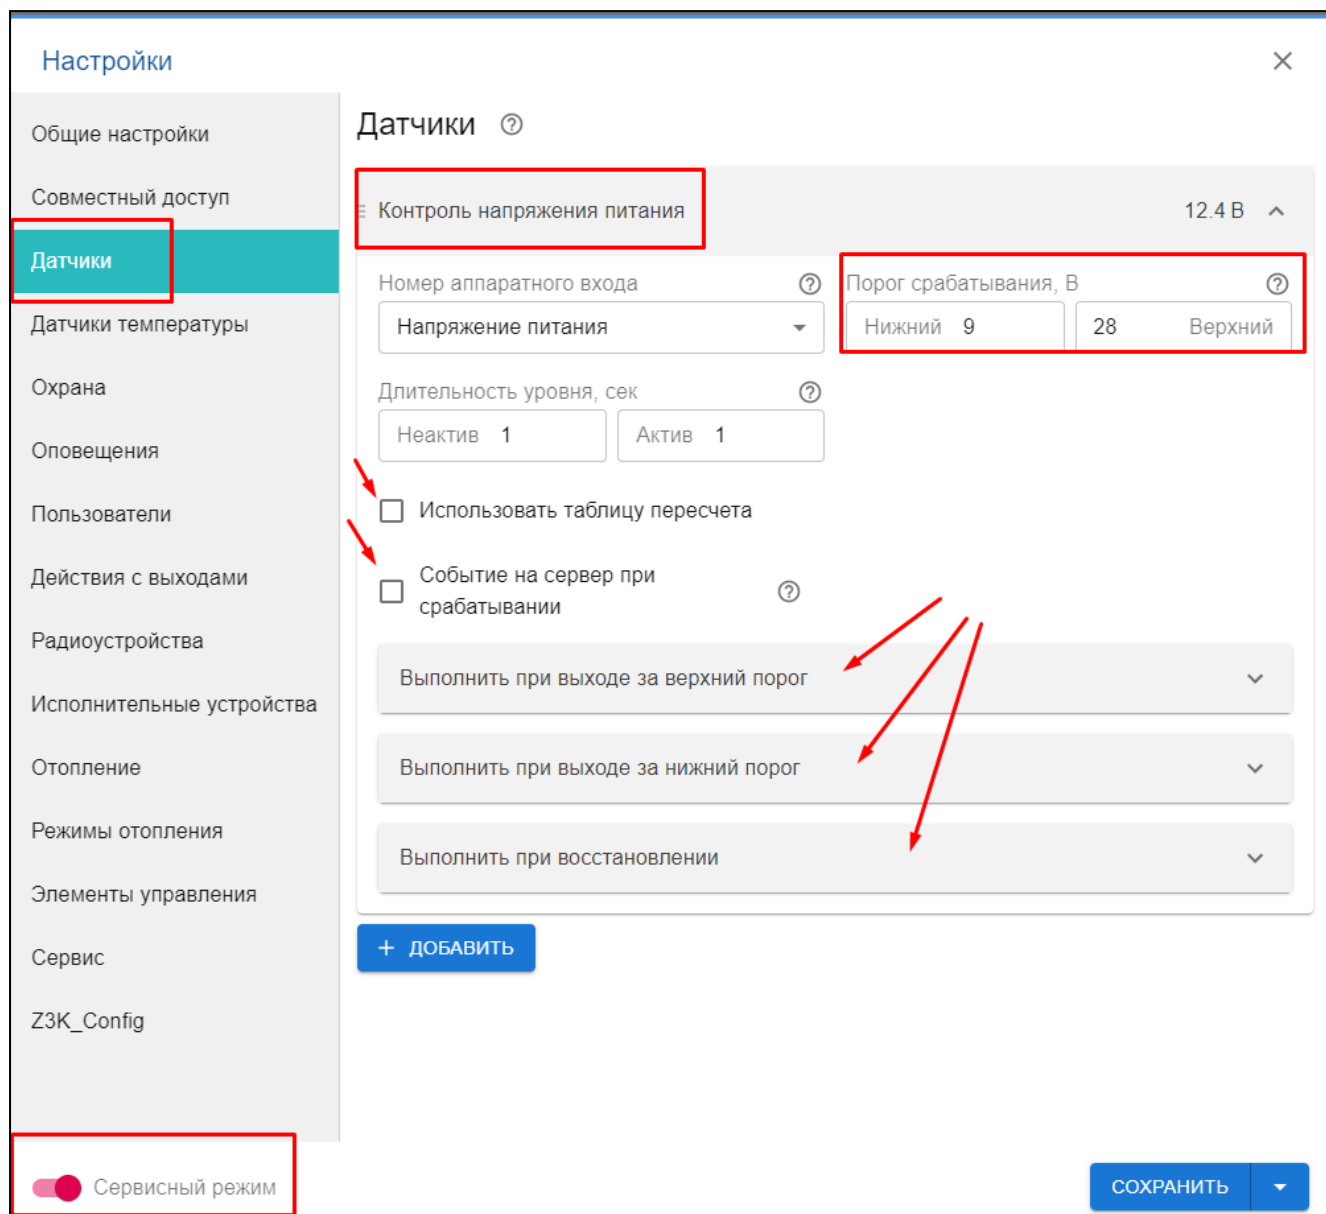 Настройки
Общие настройки
Совместный доступ
Датчики
Датчики температуры
Охрана
Оповещения
Пользователи
Действия с выходами
Радиоустройства
Исполнительные устройства
Отопление
Режимы отопления
Элементы управления
Сервис
Z3K_Config
Сервисный режим
Датчики
Контроль напряжения питания 12.4 В
Номер аппаратного входа
Напряжение питания
Порог срабатывания, В
Нижний 9 28 Верхний
Длительность уровня, сек
Неактив 1 Актив 1
Использовать таблицу пересчета
Событие на сервер при
срабатывании
Выполнить при выходе за верхний порог
Выполнить при выходе за нижний порог
Выполнить при восстановлении
+ ДОБАВИТЬ
СОХРАНИТЬ